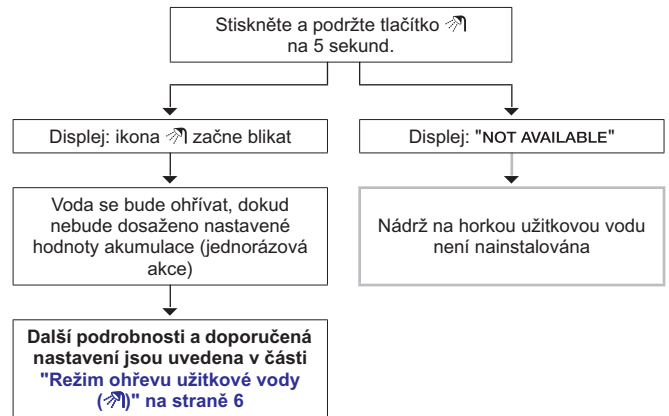 Stiskněte a podržte tlačítko
na 5 sekund.
Displej: ikona začne blikat
Displej: "NOT AVAILABLE"
Voda se bude ohřívat, dokud
nebude dosaženo nastavené
hodnoty akumulace (jednorázová
akce)
Nádrž na horkou užitkovou vodu
není nainstalována
Další podrobnosti a doporučená
nastavení jsou uvedena v části
"Režim ohřevu užitkové vody
()" na straně 6